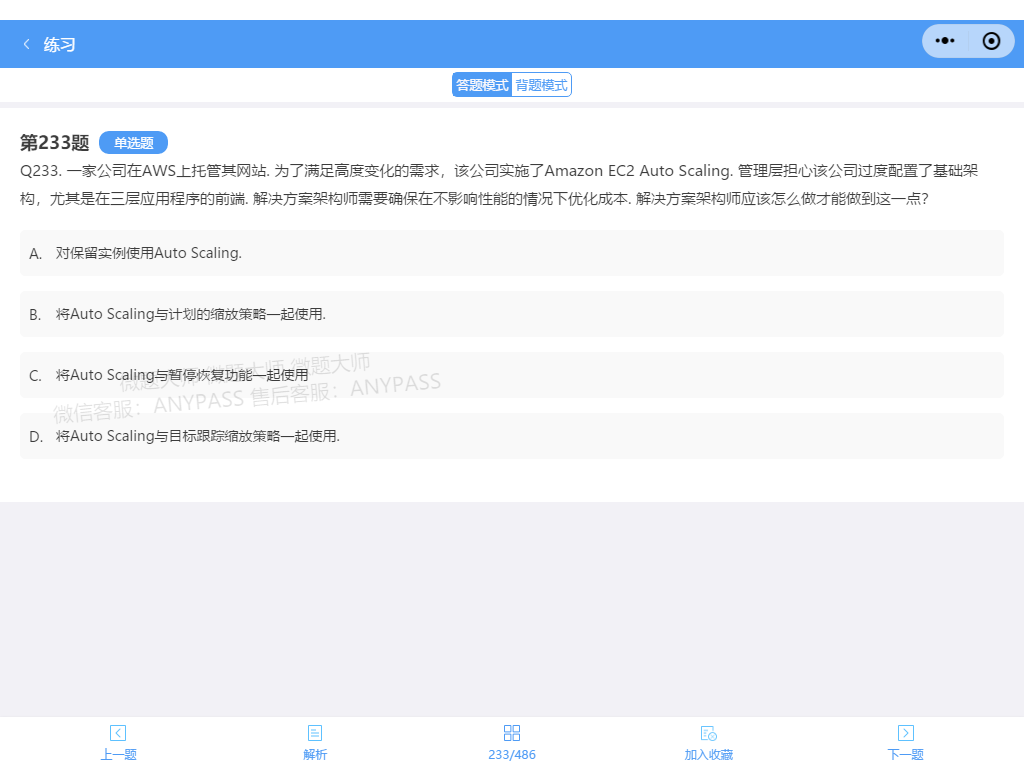 练习
答题模式 背题模式
第233题 单选题
Q233. 一家公司在AWS上托管其网站. 为了满足高度变化的需求，该公司实施了Amazon EC2 Auto Scaling. 管理层担心该公司过度配置了基础架
构，尤其是在三层应用程序的前端. 解决方案架构师需要确保在不影响性能的情况下优化成本. 解决方案架构师应该怎么做才能做到这一点?
A. 对保留实例使用Auto Scaling.
B. 将Auto Scaling与计划的缩放策略一起使用.
C. 将Auto Scaling与暂停恢复功能一起使用
D. 将Auto Scaling与目标跟踪缩放策略一起使用.
微题大师 微题大师 微题大师
微信客服：ANYPASS 售后客服：ANYPASS
上一题 解析 233/486 加入收藏 下一题